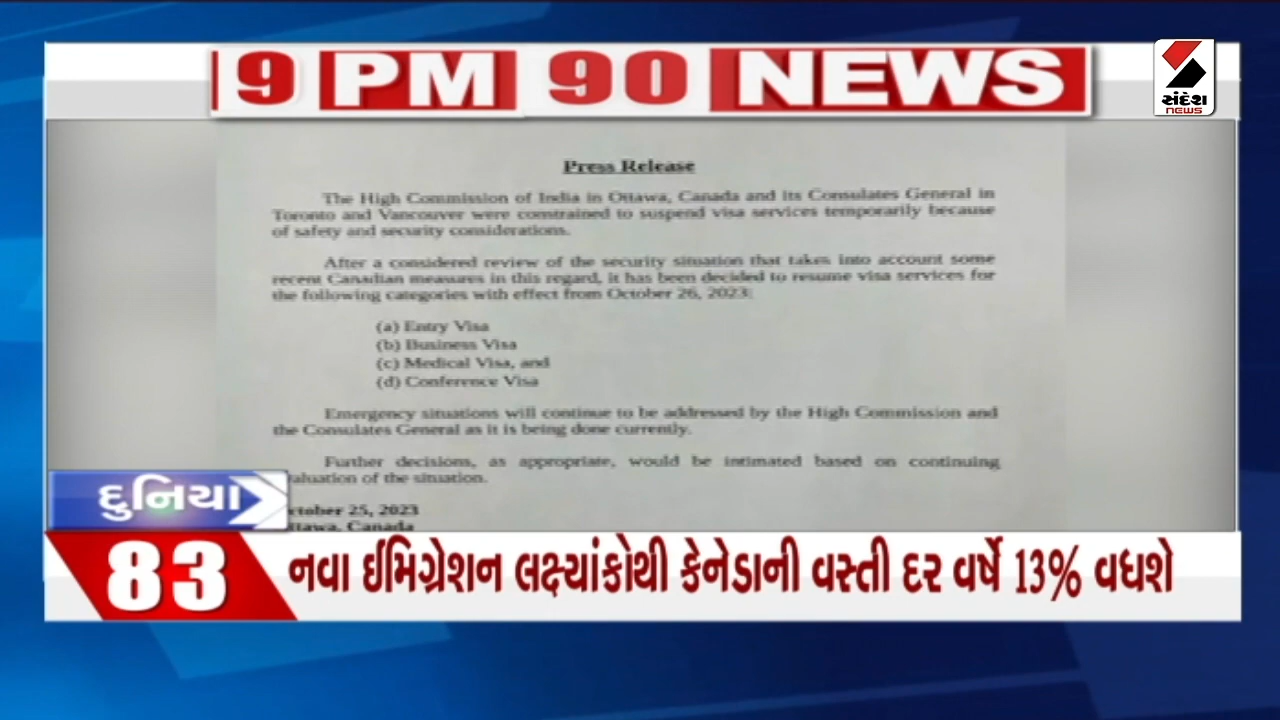 9 PM 90 NEWS
સંદેશ
NEWS
Press Release
The High Commission of India in Ottawa, Canada and its Consulates General in
Toronto and Vancouver were constrained to suspend visa services temporarily because
of safety and security considerations.
After a considered review of the security situation that takes into account some
recent Canadian measures in this regard, it has been decided to resume visa services for
the following categories with effect from October 26, 2023:
(a) Entry Visa
(b) Business Visa
(c) Medical Visa, and
(d) Conference Visa
Emergency situations will continue to be addressed by the High Commission and
the Consulates General as it is being done currently.
Further decisions, as appropriate, would be intimated based on continuing
aluation of the situation.
ctober 25, 2023
ttawa, Canada
દુનિયા
83
નવા ઈમિગ્રેશન લક્ષ્યાંકોથી કેનેડાની વસ્તી દર વર્ષે 13% વધશે